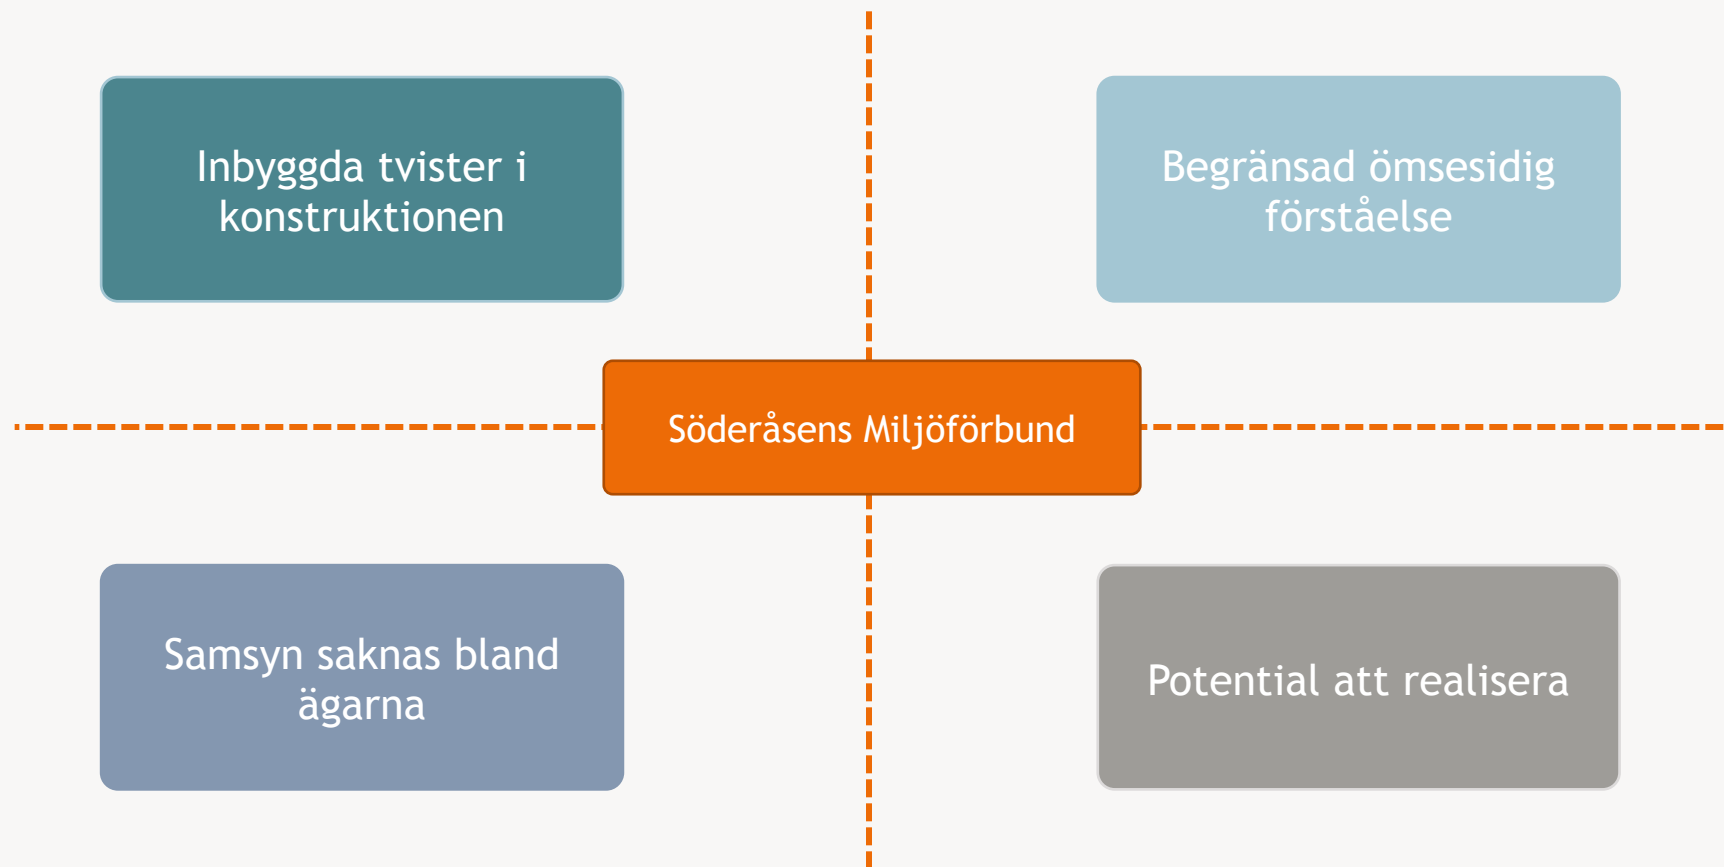 Inbyggda tvister i
konstruktionen
Begränsad ömsesidig
förståelse
Söderåsens Miljöförbund
Samsyn saknas bland
ägarna
Potential att realisera